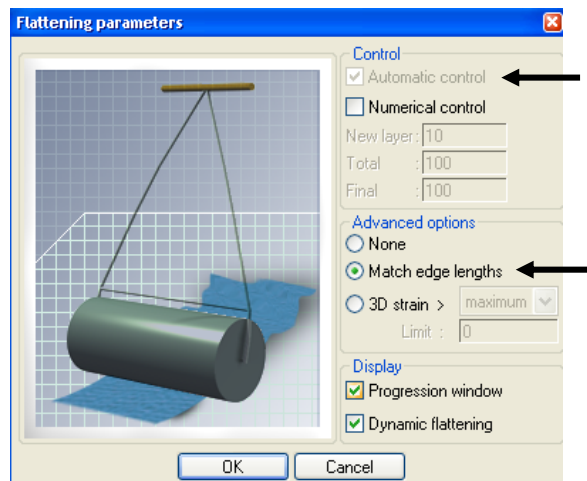 Flattening parameters
Control
Automatic control
Numerical control
New layer: 10
Total : 100
Final : 100
Advanced options
None
Match edge lengths
3D strain > maximum
Limit : 0
Display
Progression window
Dynamic flattening
OK Cancel